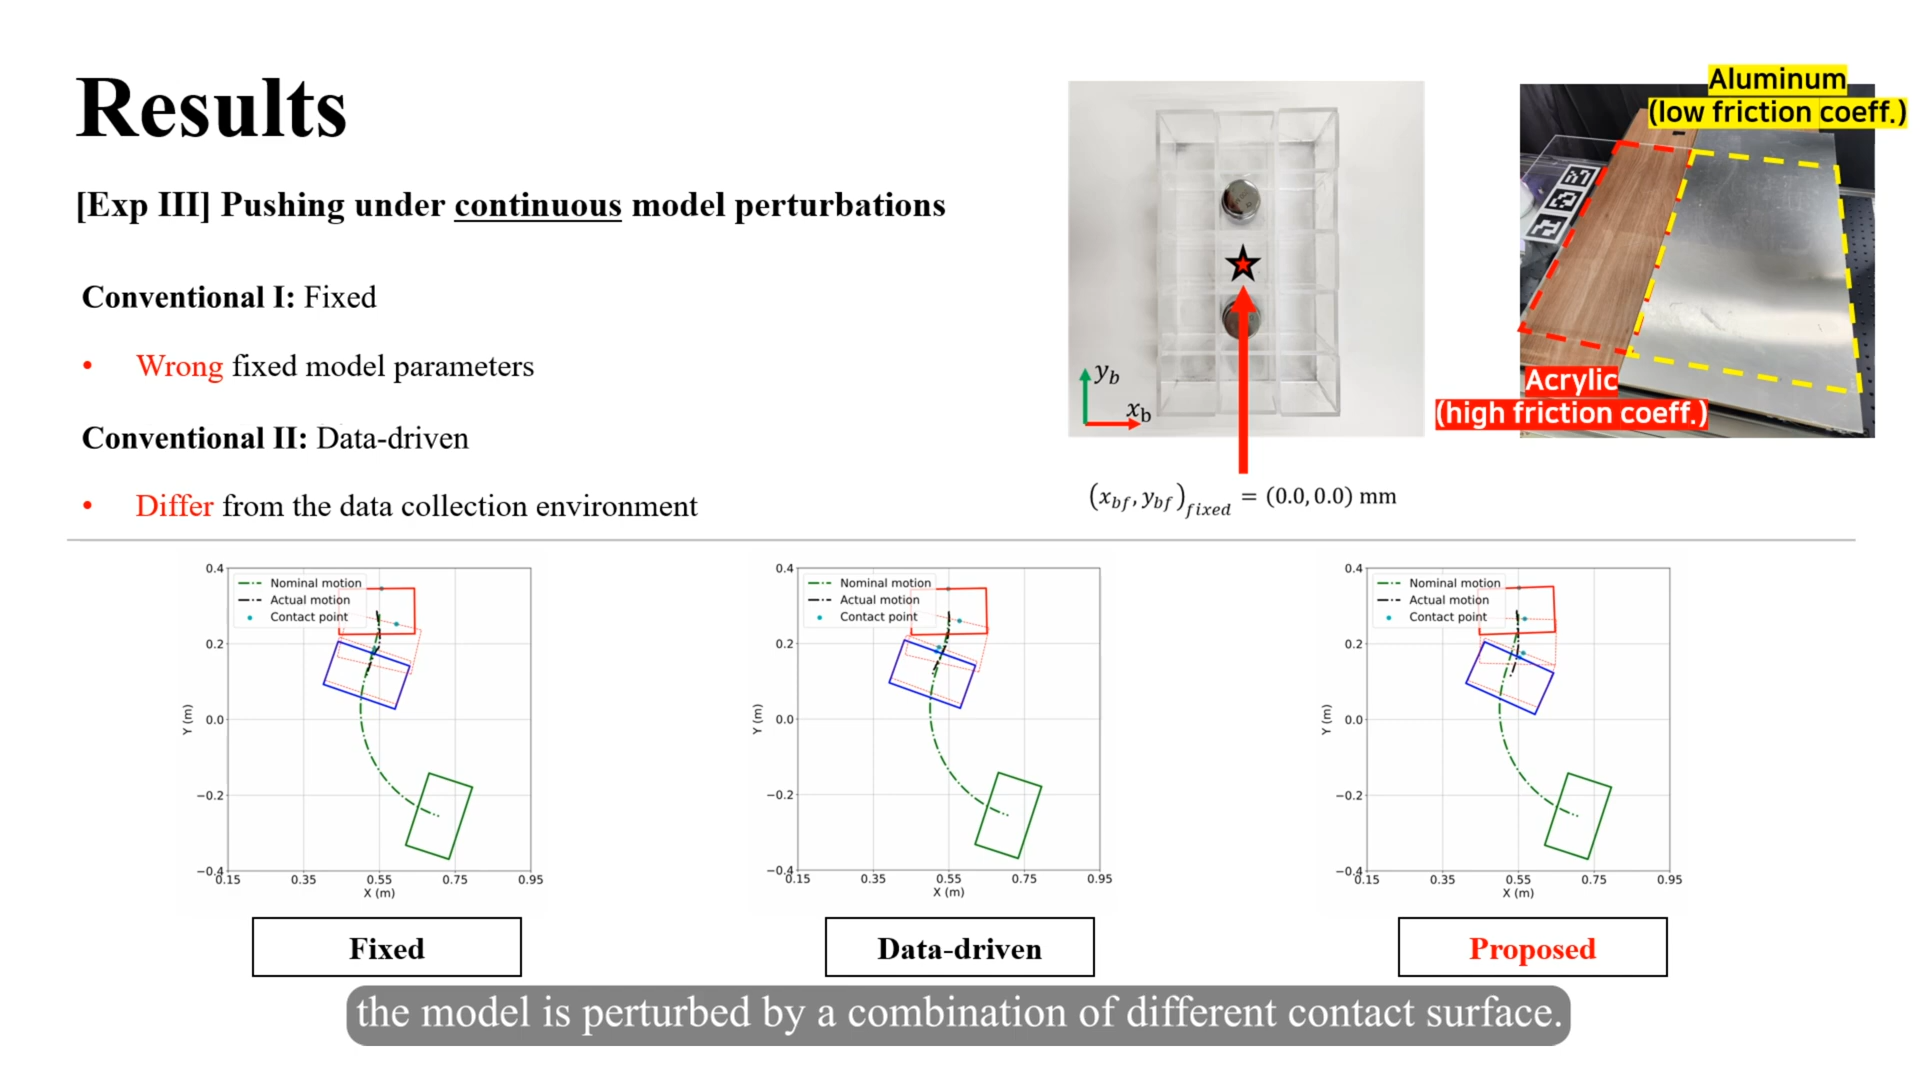 Results
[Exp III] Pushing under continuous model perturbations
Conventional I: Fixed
• Wrong fixed model parameters
Conventional II: Data-driven
• Differ from the data collection environment
y_b
x_b
(x_bf, y_bf)_fixed = (0.0, 0.0) mm
Aluminum
(low friction coeff.)
Acrylic
(high friction coeff.)
Nominal motion
Actual motion
Contact point
Y (m)
0.4
0.2
0.0
−0.2
−0.4
0.15 0.35 0.55 0.75 0.95
X (m)
Fixed
Nominal motion
Actual motion
Contact point
Y (m)
0.4
0.2
0.0
−0.2
−0.4
0.15 0.35 0.55 0.75 0.95
X (m)
Data-driven
Nominal motion
Actual motion
Contact point
Y (m)
0.4
0.2
0.0
−0.2
−0.4
0.15 0.35 0.55 0.75 0.95
X (m)
Proposed
the model is perturbed by a combination of different contact surface.